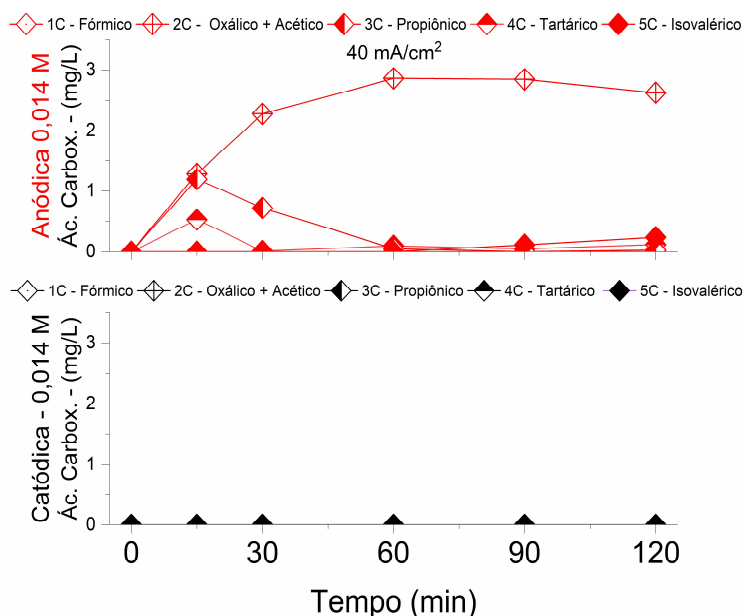 1C - Fórmico 2C - Oxálico + Acético 3C - Propiônico 4C - Tartárico 5C - Isovalérico
40 mA/cm²
Anódica 0,014 M
Ác. Carbox. - (mg/L)
3
2
1
0
1C - Fórmico 2C - Oxálico + Acético 3C - Propiônico 4C - Tartárico 5C - Isovalérico
Catódica - 0,014 M
Ác. Carbox. - (mg/L)
3
2
1
0
0 30 60 90 120
Tempo (min)